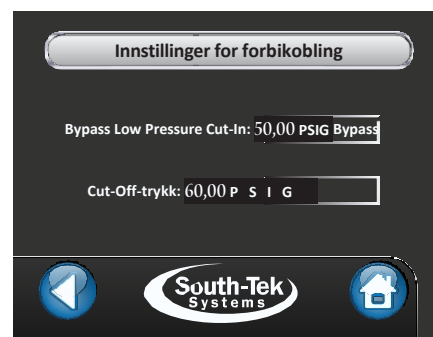 Innstillinger for forbikobling
Bypass Low Pressure Cut-In: 50,00 PSIG Bypass
Cut-Off-trykk: 60,00 P S I G
South-Tek
Systems